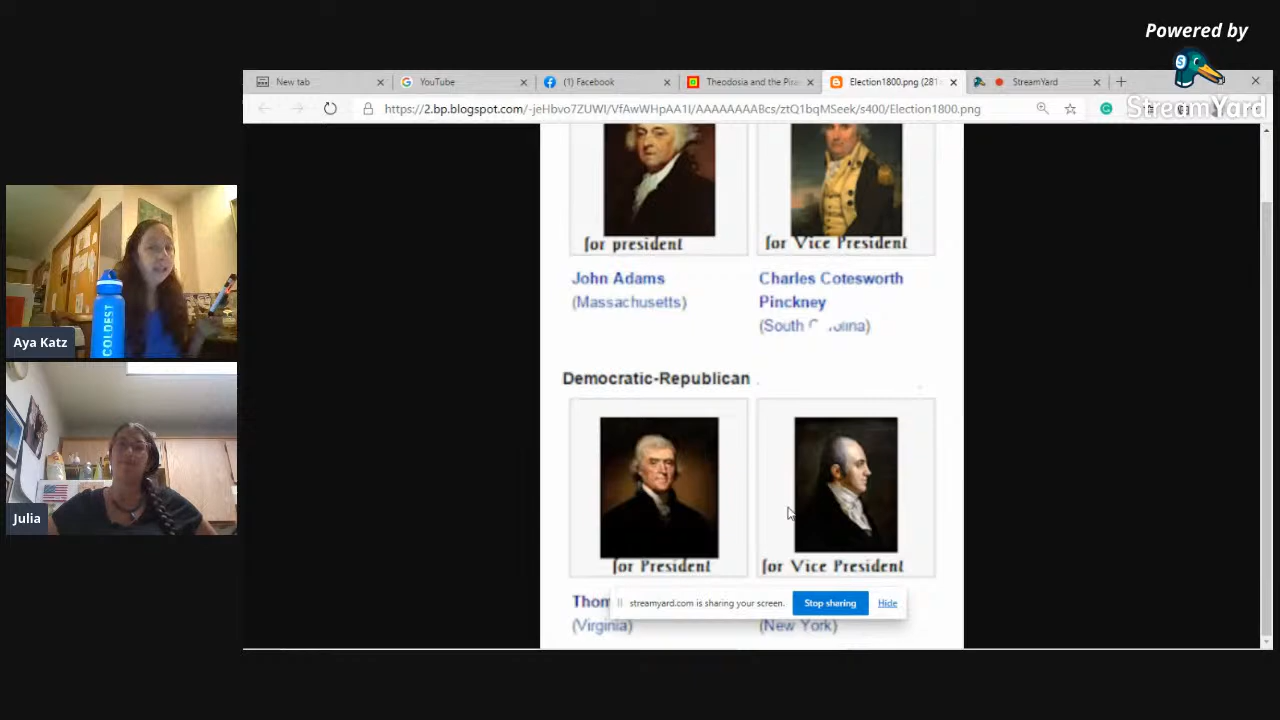 Powered by
StreamYard
New tab
YouTube
(1) Facebook
Theodosia and the Pira
Election1800.png (281
StreamYard
https://2.bp.blogspot.com/-jeHbvo7ZUWI/VfAwWHpAA1I/AAAAAAAABcs/ztQ1bqMSeek/s400/Election1800.png
for president
for Vice President
John Adams
(Massachusetts)
Charles Cotesworth
Pinckney
(South
Democratic-Republican
for President
for Vice President
Thom
(Virginia)
(New York)
streamyard.com is sharing your screen.
Stop sharing
Hide
COLDEST
Aya Katz
Julia